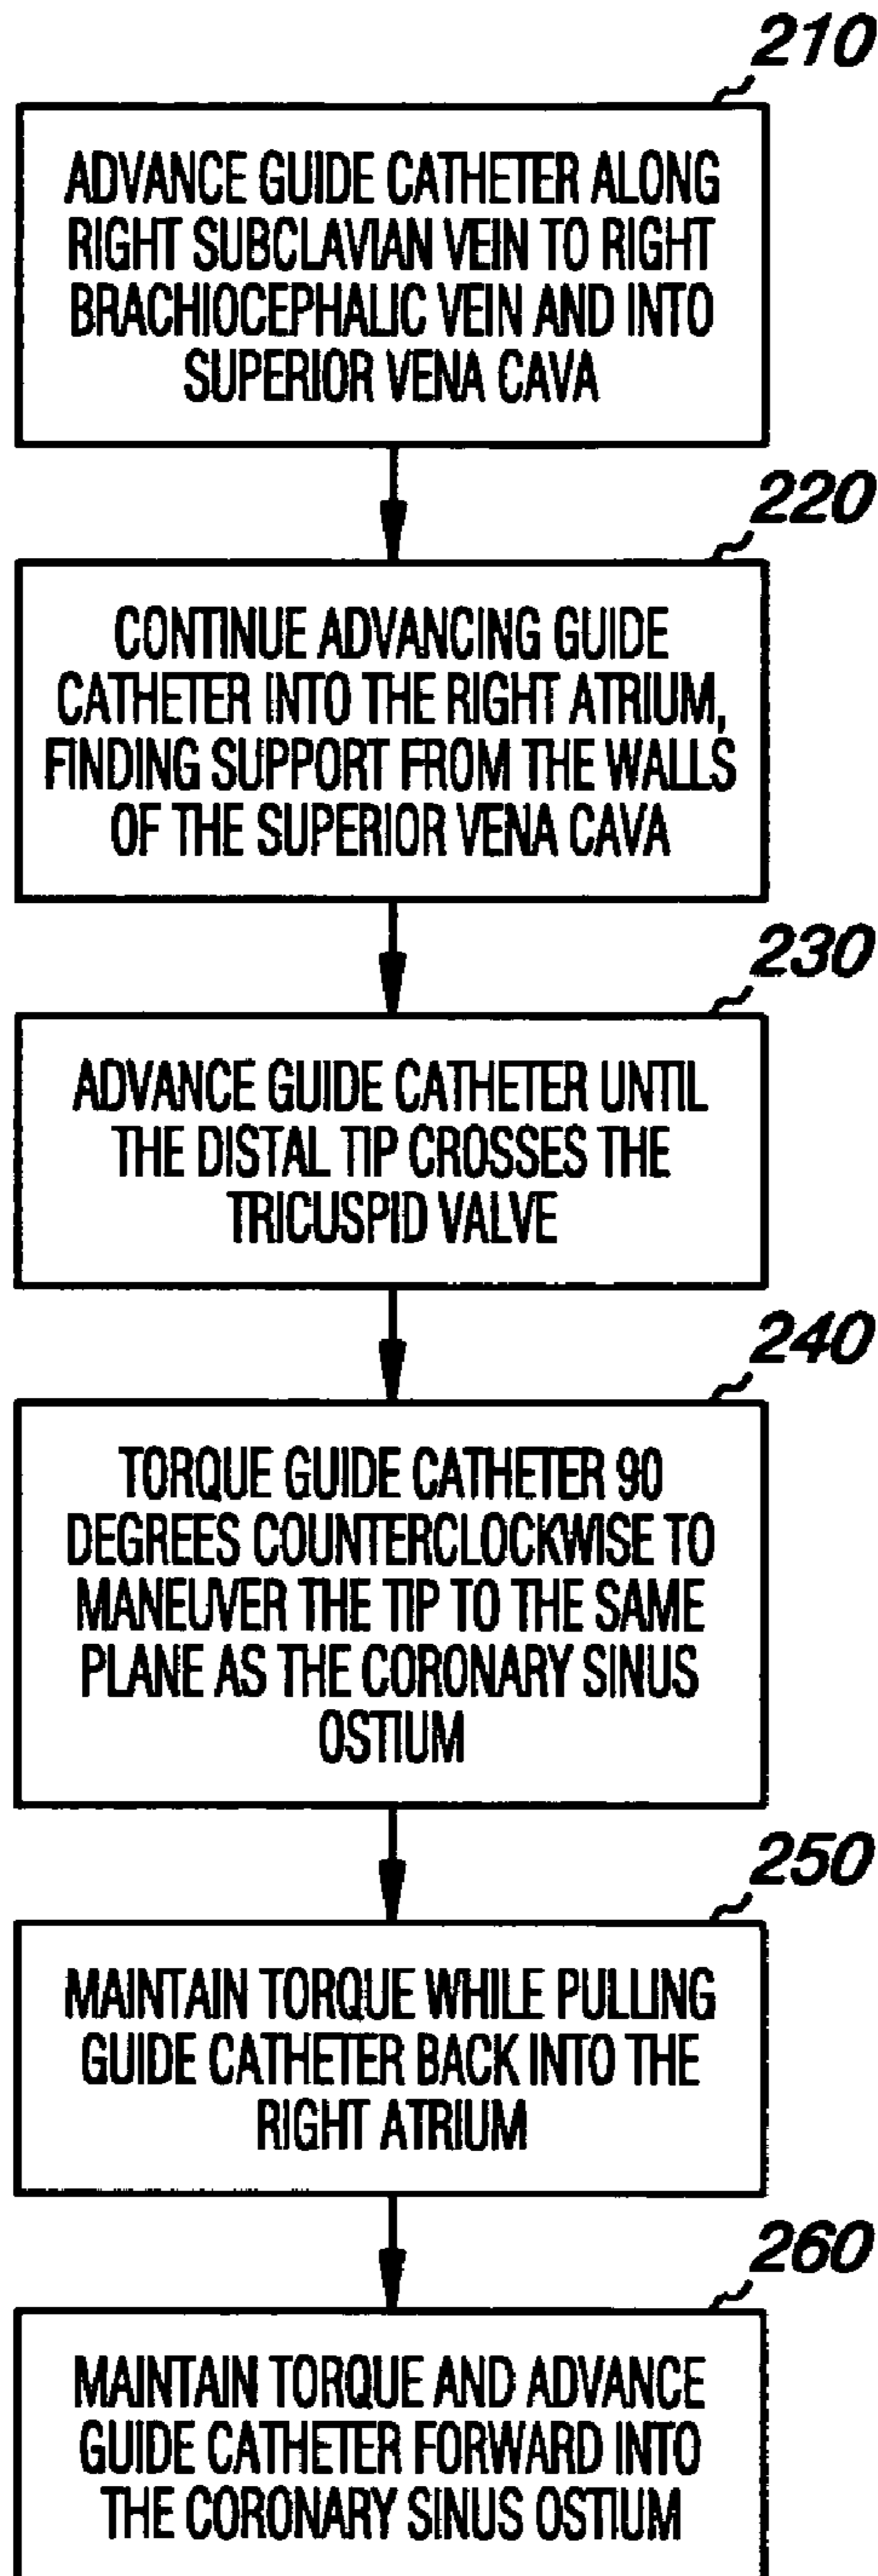 210
ADVANCE GUIDE CATHETER ALONG
RIGHT SUBCLAVIAN VEIN TO RIGHT
BRACHIOCEPHALIC VEIN AND INTO
SUPERIOR VENA CAVA
220
CONTINUE ADVANCING GUIDE
CATHETER INTO THE RIGHT ATRIUM,
FINDING SUPPORT FROM THE WALLS
OF THE SUPERIOR VENA CAVA
230
ADVANCE GUIDE CATHETER UNTIL
THE DISTAL TIP CROSSES THE
TRICUSPID VALVE
240
TORQUE GUIDE CATHETER 90
DEGREES COUNTERCLOCKWISE TO
MANEUVER THE TIP TO THE SAME
PLANE AS THE CORONARY SINUS
OSTIUM
250
MAINTAIN TORQUE WHILE PULLING
GUIDE CATHETER BACK INTO THE
RIGHT ATRIUM
260
MAINTAIN TORQUE AND ADVANCE
GUIDE CATHETER FORWARD INTO
THE CORONARY SINUS OSTIUM